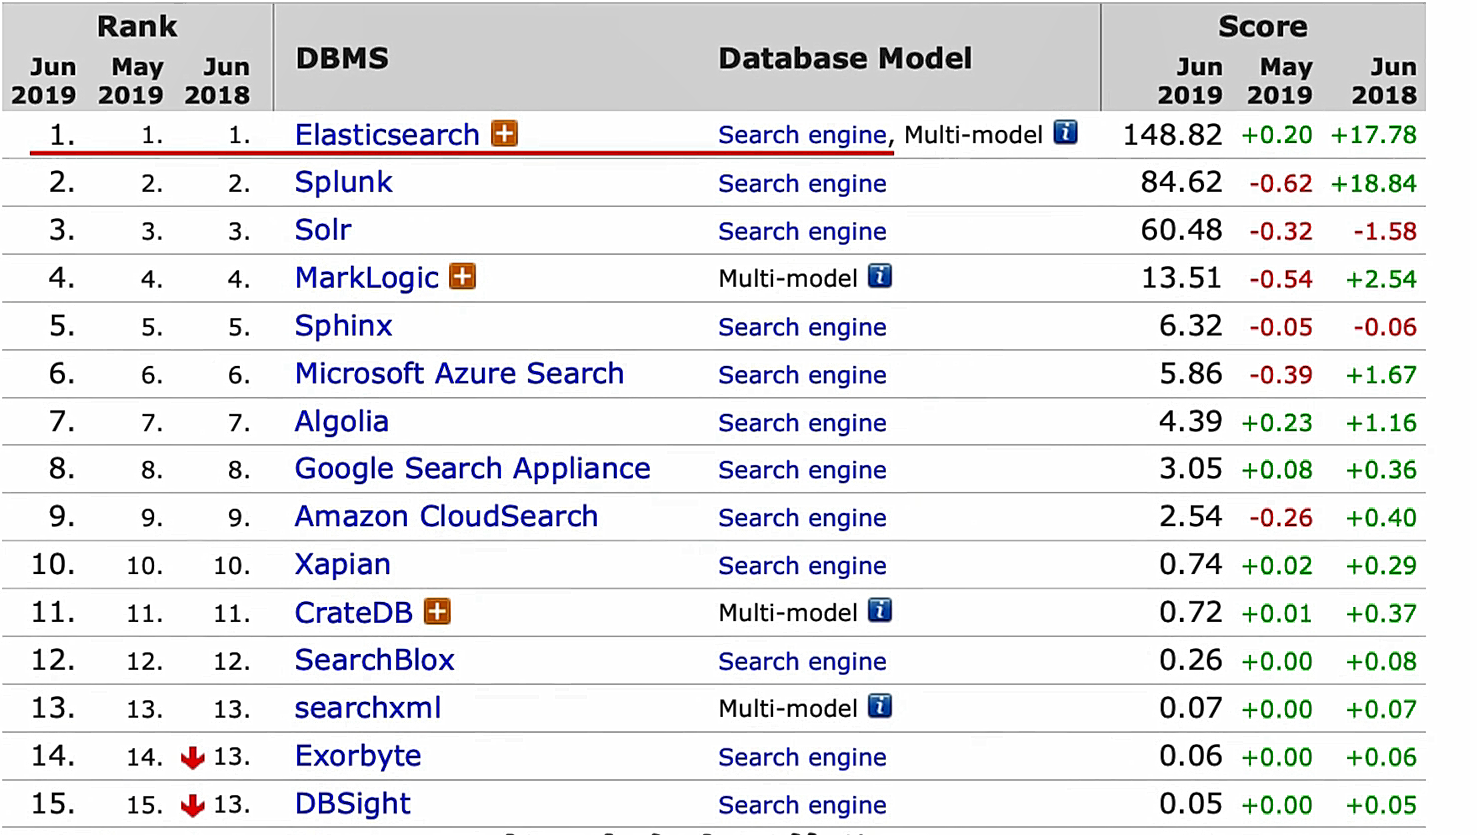 Rank DBMS Database Model Score
Jun 2019 May 2019 Jun 2018 Jun 2019 May 2019 Jun 2018
1. 1. 1. Elasticsearch Search engine, Multi-model 148.82 +0.20 +17.78
2. 2. 2. Splunk Search engine 84.62 -0.62 +18.84
3. 3. 3. Solr Search engine 60.48 -0.32 -1.58
4. 4. 4. MarkLogic Multi-model 13.51 -0.54 +2.54
5. 5. 5. Sphinx Search engine 6.32 -0.05 -0.06
6. 6. 6. Microsoft Azure Search Search engine 5.86 -0.39 +1.67
7. 7. 7. Algolia Search engine 4.39 +0.23 +1.16
8. 8. 8. Google Search Appliance Search engine 3.05 +0.08 +0.36
9. 9. 9. Amazon CloudSearch Search engine 2.54 -0.26 +0.40
10. 10. 10. Xapian Search engine 0.74 +0.02 +0.29
11. 11. 11. CrateDB Multi-model 0.72 +0.01 +0.37
12. 12. 12. SearchBlox Search engine 0.26 +0.00 +0.08
13. 13. 13. searchxml Multi-model 0.07 +0.00 +0.07
14. 14. 13. Exorbyte Search engine 0.06 +0.00 +0.06
15. 15. 13. DBSight Search engine 0.05 +0.00 +0.05